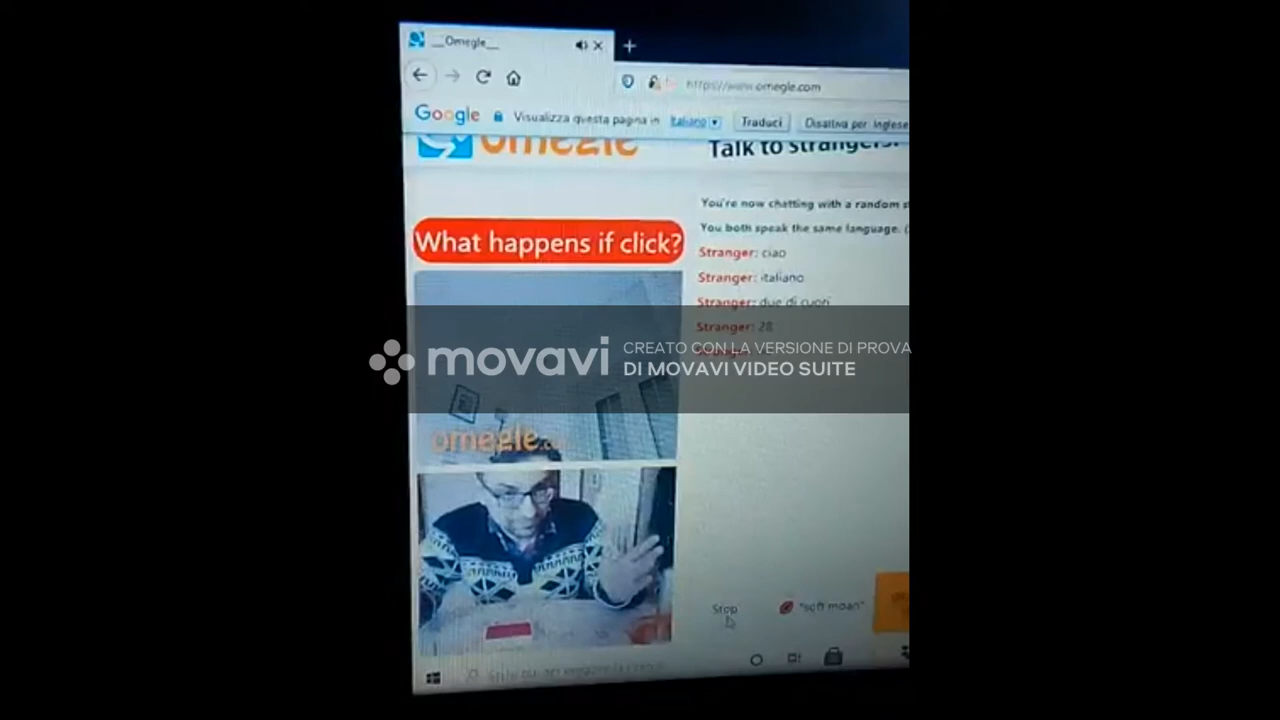 __Omegle__
https://www.omegle.com
Google Visualizza questa pagina in Italiano Traduci Disattiva per: Inglese
omegle Talk to strangers!
You're now chatting with a random
You both speak the same language.
What happens if click?
Stranger: ciao
Stranger: italiano
Stranger: due di cuori
Stranger: 28
movavi
CREATO CON LA VERSIONE DI PROVA
DI MOVAVI VIDEO SUITE
omegle
Stop
"soft moan"